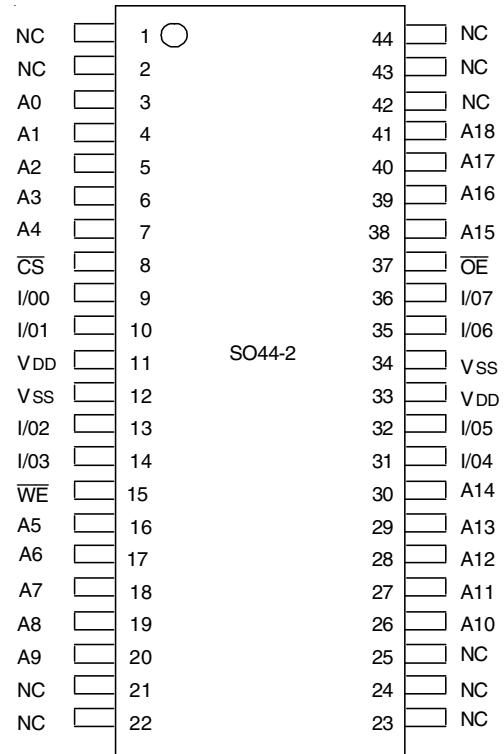 NC 1 44 NC
NC 2 43 NC
A0 3 42 NC
A1 4 41 A18
A2 5 40 A17
A3 6 39 A16
A4 7 38 A15
CS 8 37 OE
I/00 9 36 I/07
I/01 10 35 I/06
SO44-2
VDD 11 34 VSS
VSS 12 33 VDD
I/02 13 32 I/05
I/03 14 31 I/04
WE 15 30 A14
A5 16 29 A13
A6 17 28 A12
A7 18 27 A11
A8 19 26 A10
A9 20 25 NC
NC 21 24 NC
NC 22 23 NC